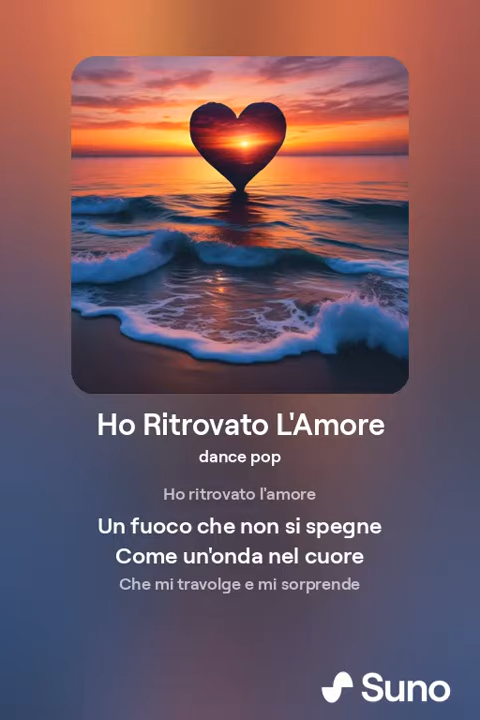 Ho Ritrovato L'Amore
dance pop
Ho ritrovato l'amore
Un fuoco che non si spegne
Come un'onda nel cuore
Che mi travolge e mi sorprende
Suno